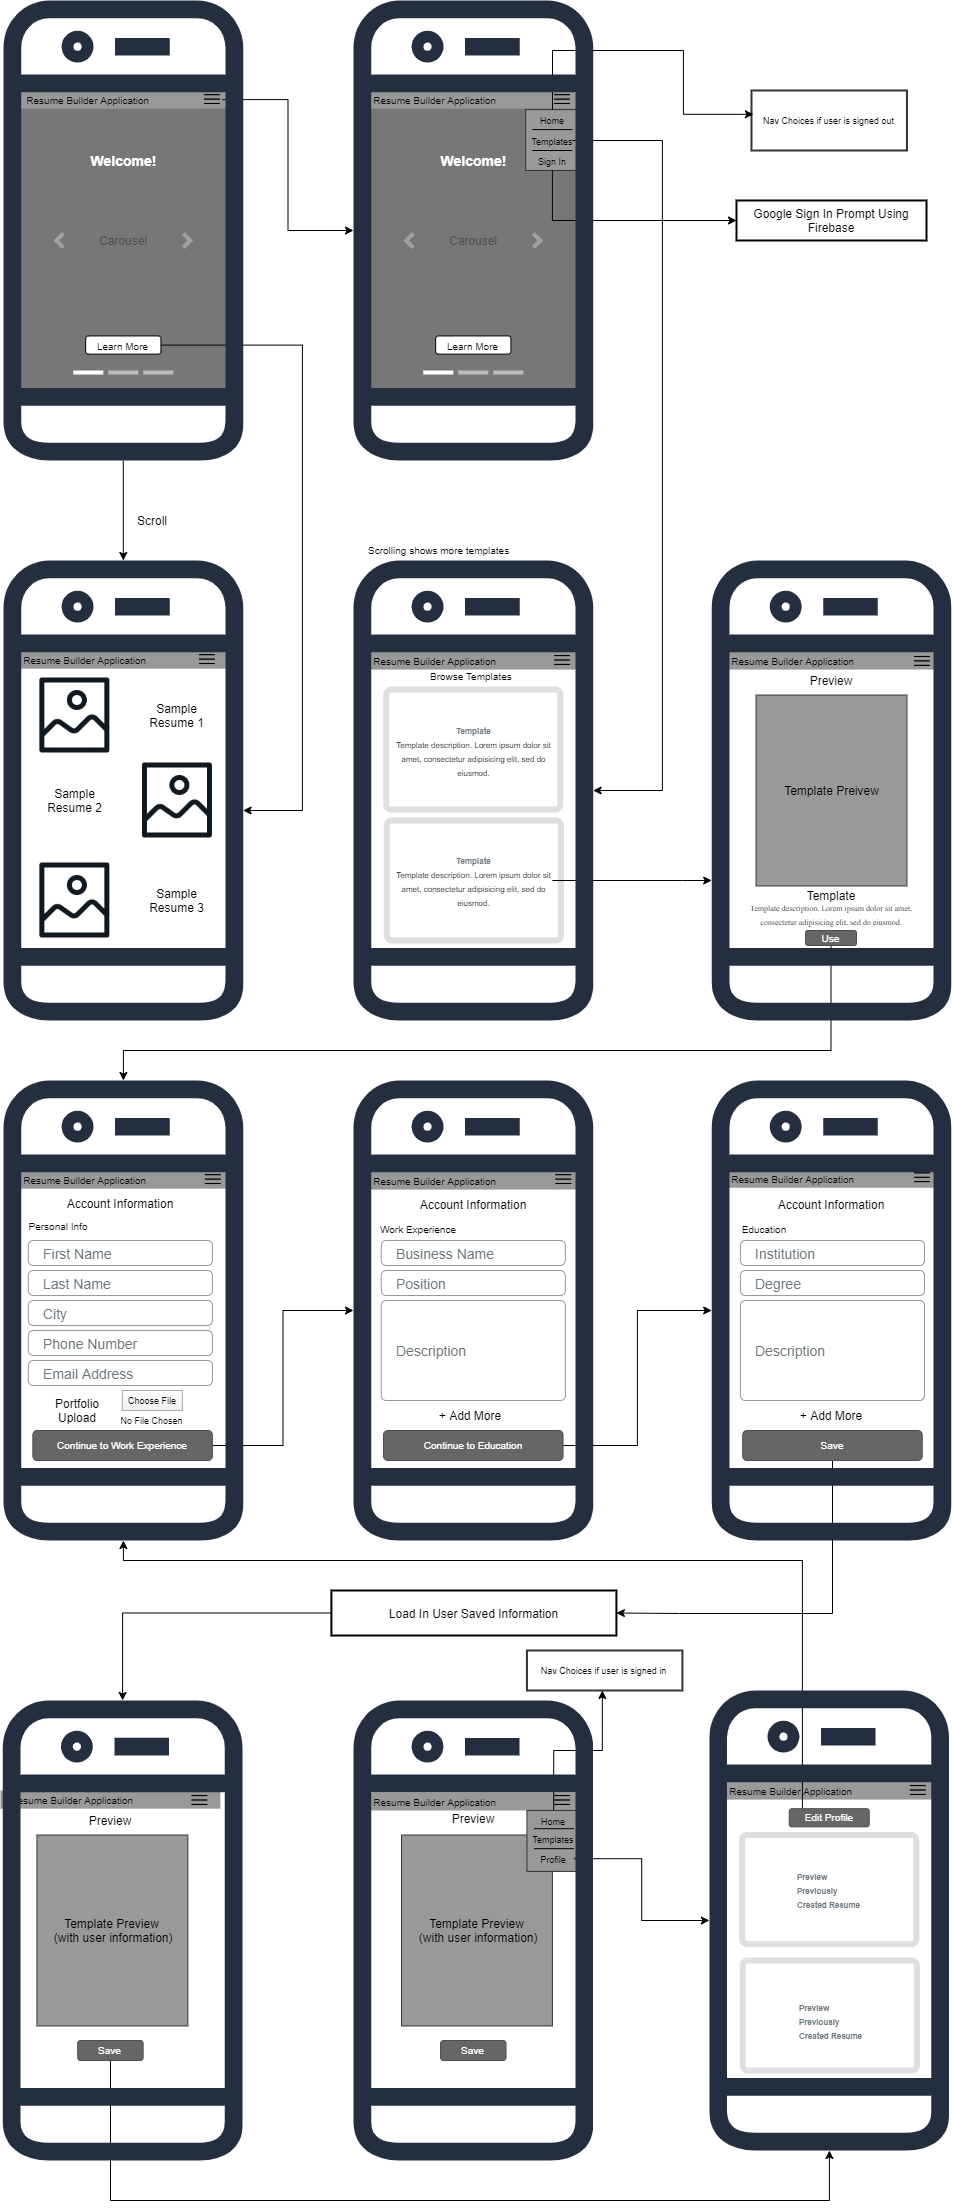 Resume Builder Application
Welcome!
Carousel
Learn More
Resume Builder Application
Home
Templates
Sign In
Welcome!
Carousel
Learn More
Nav Choices if user is signed out
Google Sign In Prompt Using
Firebase
Scroll
Scrolling shows more templates
Resume Builder Application
Sample
Resume 1
Sample
Resume 2
Sample
Resume 3
Resume Builder Application
Browse Templates
Template
Template description. Lorem ipsum dolor sit
amet, consectetur adipisicing elit, sed do
eiusmod.
Template
Template description. Lorem ipsum dolor sit
amet, consectetur adipisicing elit, sed do
eiusmod.
Resume Builder Application
Preview
Template Preivew
Template
Template description. Lorem ipsum dolor sit amet,
consectetur adipisicing elit, sed do eiusmod.
Use
Resume Builder Application
Account Information
Personal Info
First Name
Last Name
City
Phone Number
Email Address
Portfolio
Upload
Choose File
No File Chosen
Continue to Work Experience
Resume Builder Application
Account Information
Work Experience
Business Name
Position
Description
+ Add More
Continue to Education
Resume Builder Application
Account Information
Education
Institution
Degree
Description
+ Add More
Save
Load In User Saved Information
Nav Choices if user is signed in
esume Builder Application
Preview
Template Preview
(with user information)
Save
Resume Builder Application
Preview
Home
Templates
Profile
Template Preview
(with user information)
Save
Resume Builder Application
Edit Profile
Preview
Previously
Created Resume
Preview
Previously
Created Resume